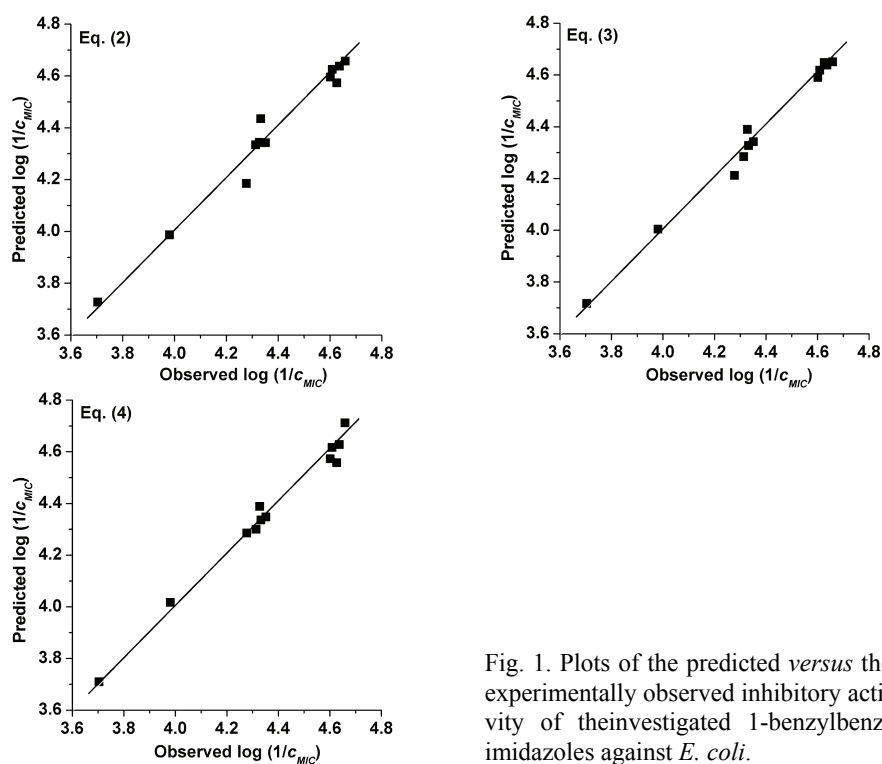 Eq. (2)
Predicted log (1/c_MIC)
4.8
4.6
4.4
4.2
4.0
3.8
3.6
3.6 4.0 4.2 4.4 4.6 4.8
Observed log (1/c_MIC)
Eq. (3)
Predicted log (1/c_MIC)
4.8
4.6
4.4
4.2
4.0
3.8
3.6
3.6 4.0 4.2 4.4 4.6 4.8
Observed log (1/c_MIC)
Eq. (4)
Predicted log (1/c_MIC)
4.8
4.6
4.4
4.2
4.0
3.8
3.6
3.6 3.8 4.0 4.2 4.4 4.6 4.8
Observed log (1/c_MIC)
Fig. 1. Plots of the predicted versus the
experimentally observed inhibitory acti-
vity of theinvestigated 1-benzylbenz-
imidazoles against E. coli.